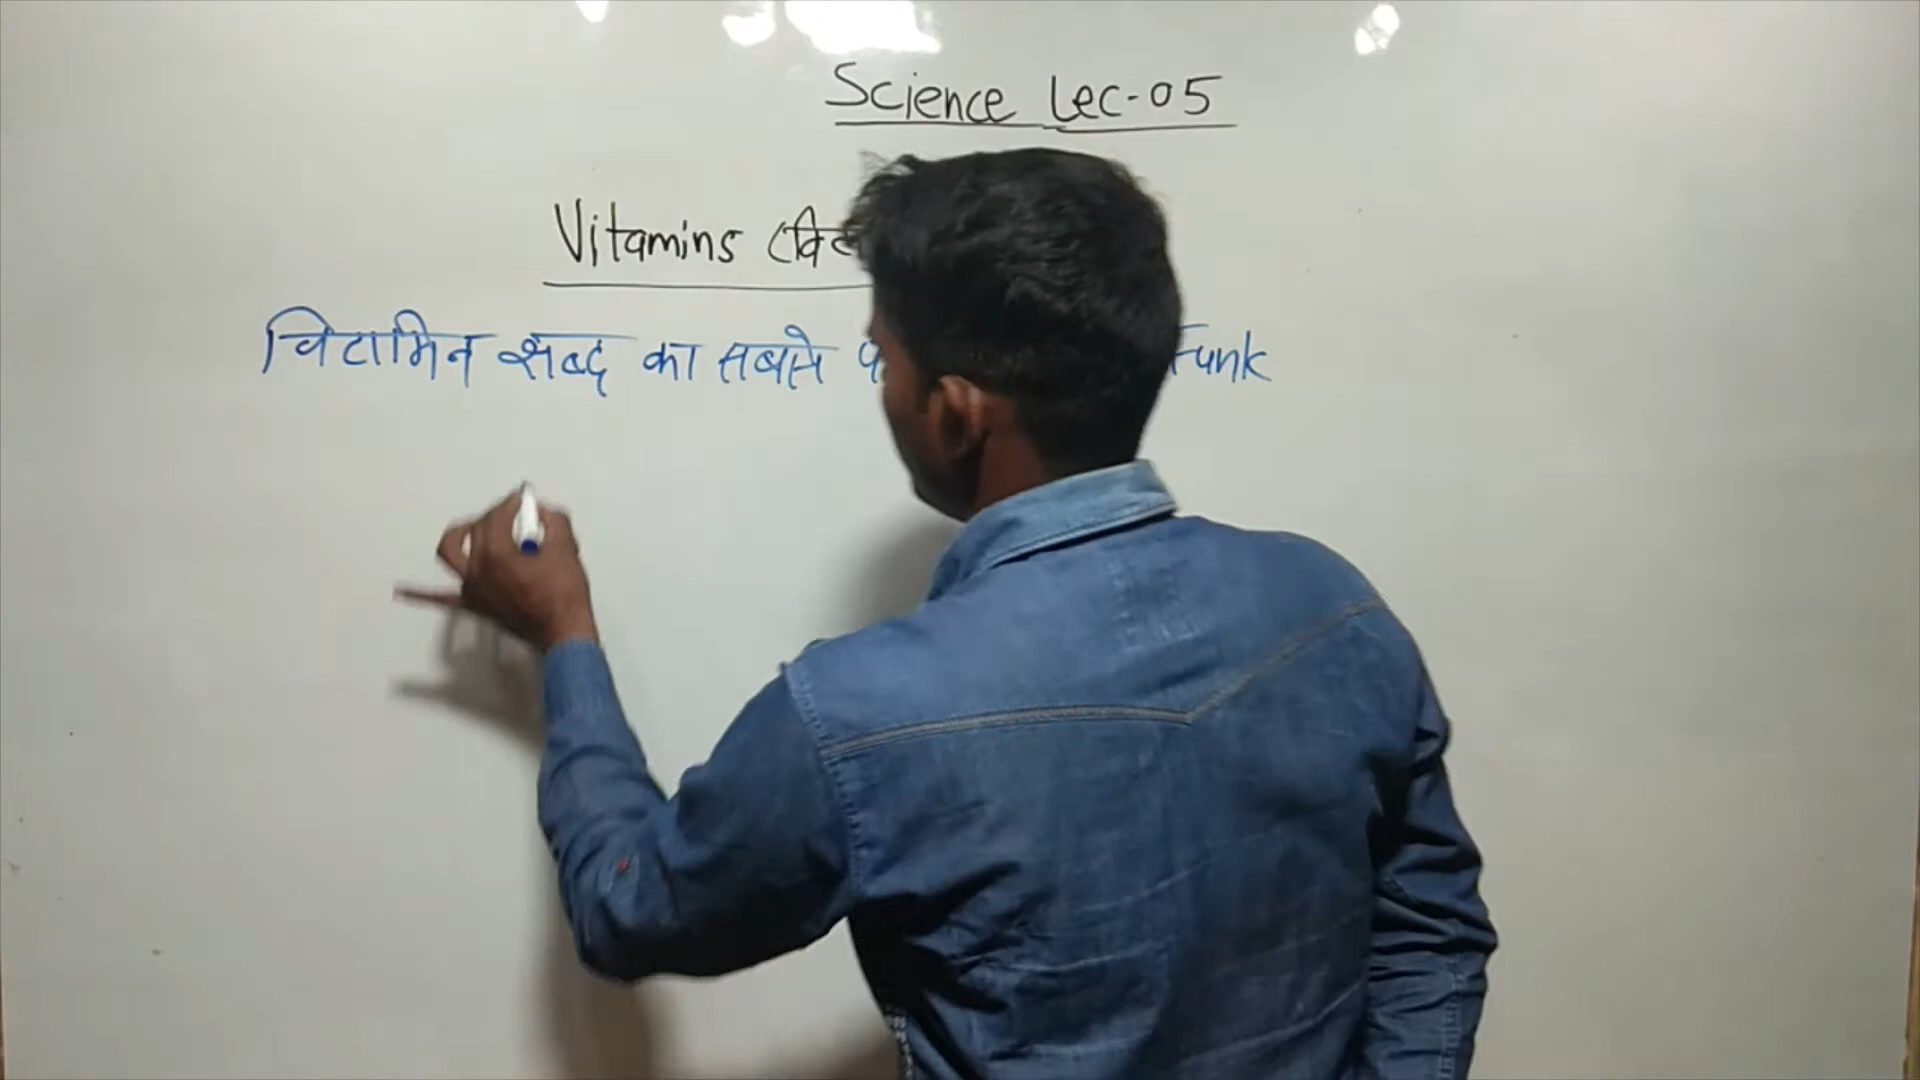 Science Lec-05
Vitamins
विटामिन शब्द का सबसे Funk